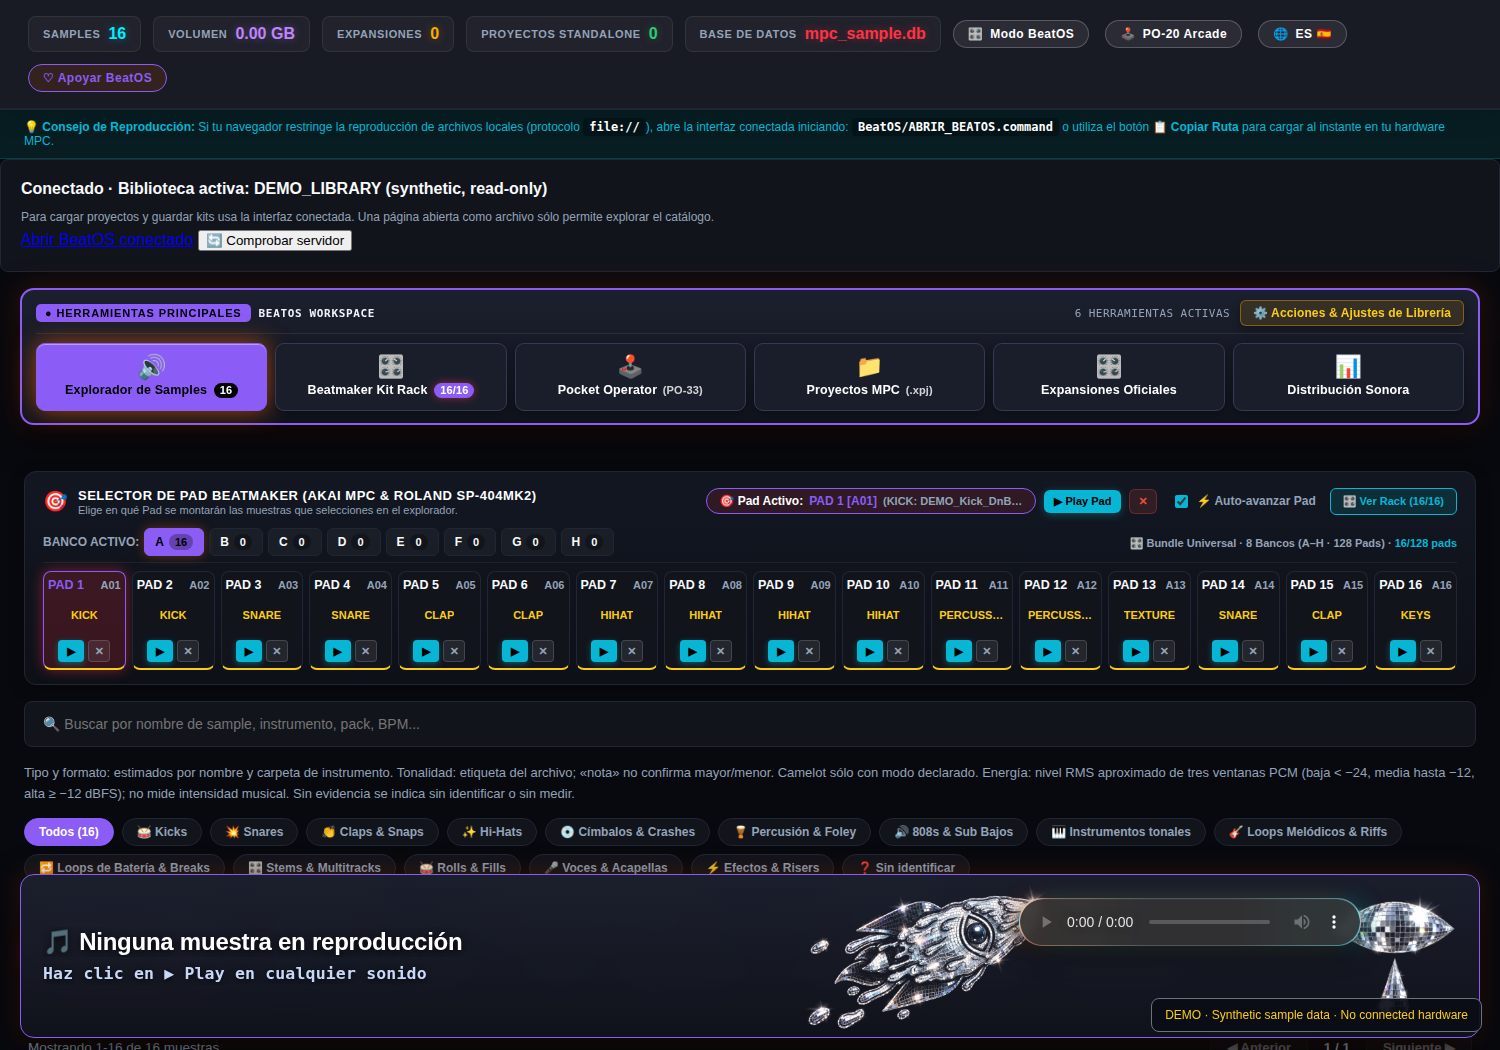 SAMPLES 16 VOLUMEN 0.00 GB EXPANSIONES 0 PROYECTOS STANDALONE 0 BASE DE DATOS mpc_sample.db 🎛️ Modo BeatOS 🕹️ PO-20 Arcade 🌐 ES 🇪🇸
♡ Apoyar BeatOS
💡 Consejo de Reproducción: Si tu navegador restringe la reproducción de archivos locales (protocolo file:// ), abre la interfaz conectada iniciando: BeatOS/ABRIR_BEATOS.command o utiliza el botón 📋 Copiar Ruta para cargar al instante en tu hardware
MPC.
Conectado · Biblioteca activa: DEMO_LIBRARY (synthetic, read-only)
Para cargar proyectos y guardar kits usa la interfaz conectada. Una página abierta como archivo sólo permite explorar el catálogo.
Abrir BeatOS conectado 🔄 Comprobar servidor
● HERRAMIENTAS PRINCIPALES BEATOS WORKSPACE 6 HERRAMIENTAS ACTIVAS ⚙️ Acciones & Ajustes de Librería
Explorador de Samples 16 Beatmaker Kit Rack 16/16 Pocket Operator (PO-33) Proyectos MPC (.xpj) Expansiones Oficiales Distribución Sonora
SELECTOR DE PAD BEATMAKER (AKAI MPC & ROLAND SP-404MK2)
Elige en qué Pad se montarán las muestras que selecciones en el explorador.
🎯 Pad Activo: PAD 1 [A01] (KICK: DEMO_Kick_DnB... ▶ Play Pad ✕ ⚡ Auto-avanzar Pad 🎛️ Ver Rack (16/16)
BANCO ACTIVO: A 16 B 0 C 0 D 0 E 0 F 0 G 0 H 0 🎛️ Bundle Universal · 8 Bancos (A–H · 128 Pads) · 16/128 pads
PAD 1 A01 PAD 2 A02 PAD 3 A03 PAD 4 A04 PAD 5 A05 PAD 6 A06 PAD 7 A07 PAD 8 A08 PAD 9 A09 PAD 10 A10 PAD 11 A11 PAD 12 A12 PAD 13 A13 PAD 14 A14 PAD 15 A15 PAD 16 A16
KICK KICK SNARE SNARE CLAP CLAP HIHAT HIHAT HIHAT HIHAT PERCUSS... PERCUSS... TEXTURE SNARE CLAP KEYS
▶ ✕ ▶ ✕ ▶ ✕ ▶ ✕ ▶ ✕ ▶ ✕ ▶ ✕ ▶ ✕ ▶ ✕ ▶ ✕ ▶ ✕ ▶ ✕ ▶ ✕ ▶ ✕ ▶ ✕ ▶ ✕
🔍 Buscar por nombre de sample, instrumento, pack, BPM...
Tipo y formato: estimados por nombre y carpeta de instrumento. Tonalidad: etiqueta del archivo; «nota» no confirma mayor/menor. Camelot sólo con modo declarado. Energía: nivel RMS aproximado de tres ventanas PCM (baja < −24, media hasta −12,
alta ≥ −12 dBFS); no mide intensidad musical. Sin evidencia se indica sin identificar o sin medir.
Todos (16) 🥁 Kicks 💥 Snares 👏 Claps & Snaps ✨ Hi-Hats 💿 Címbalos & Crashes 🪘 Percusión & Foley 🔊 808s & Sub Bajos 🎹 Instrumentos tonales 🎸 Loops Melódicos & Riffs
🔁 Loops de Batería & Breaks 🎛️ Stems & Multitracks 🥁 Rolls & Fills 🎤 Voces & Acapellas ⚡ Efectos & Risers ❓ Sin identificar
🎵 Ninguna muestra en reproducción
Haz clic en ▶ Play en cualquier sonido
0:00 / 0:00
DEMO · Synthetic sample data · No connected hardware
Mostrando 1-16 de 16 muestras ◀ Anterior 1 / 1 Siguiente ▶